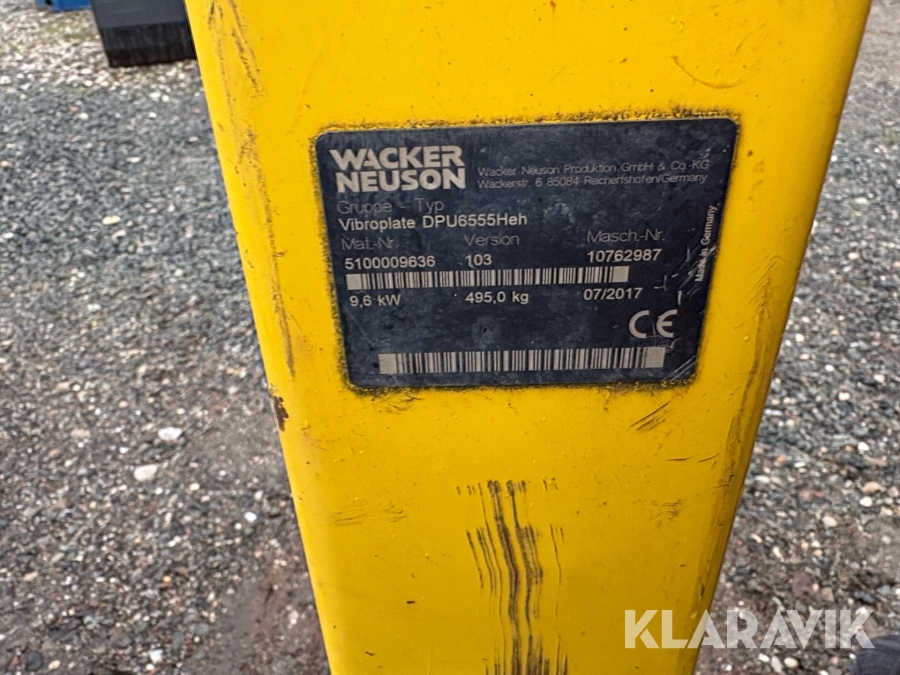 WACKER
NEUSON
Wacker Neuson Produktion GmbH & Co. KG
Wackerstr. 6 85084 Reichertshofen/Germany
Gruppe - Typ
Vibroplate DPU6555Heh
Mat.-Nr. Version Masch.-Nr.
5100009636 103 10762987
9,6 kW 495,0 kg 07/2017
CE
Made in Germany
KLARAVIK